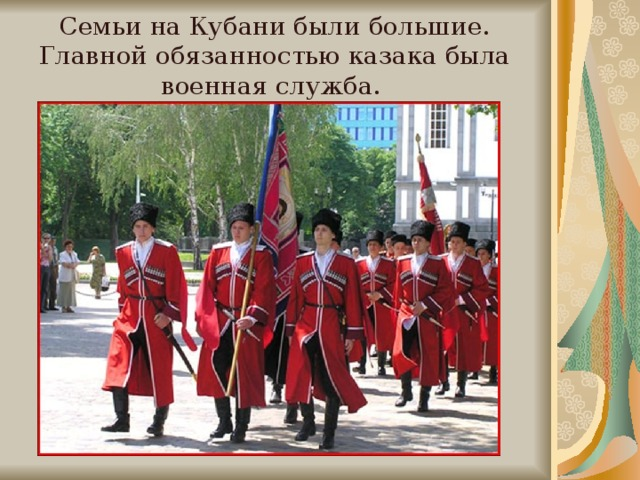 Семьи на Кубани были большие.
Главной обязанностью казака была
военная служба.